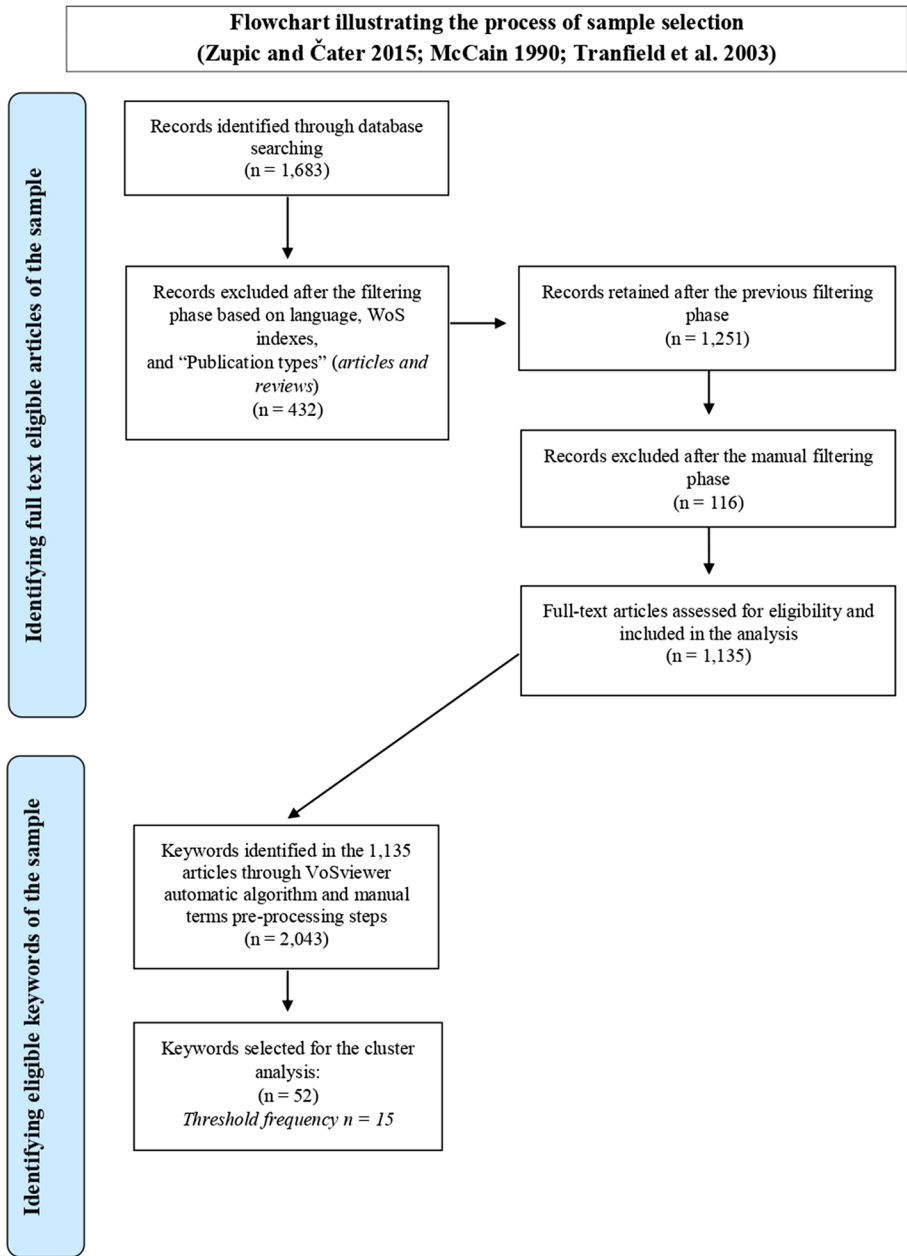 Flowchart illustrating the process of sample selection
(Zupic and Čater 2015; McCain 1990; Tranfield et al. 2003)
Identifying full text eligible articles of the sample
Records identified through database
searching
(n = 1,683)
Records excluded after the filtering
phase based on language, WoS
indexes,
and “Publication types” (articles and
reviews)
(n = 432)
Records retained after the previous filtering
phase
(n = 1,251)
Records excluded after the manual filtering
phase
(n = 116)
Full-text articles assessed for eligibility and
included in the analysis
(n = 1,135)
Identifying eligible keywords of the sample
Keywords identified in the 1,135
articles through VoSviewer
automatic algorithm and manual
terms pre-processing steps
(n = 2,043)
Keywords selected for the cluster
analysis:
(n = 52)
Threshold frequency n = 15